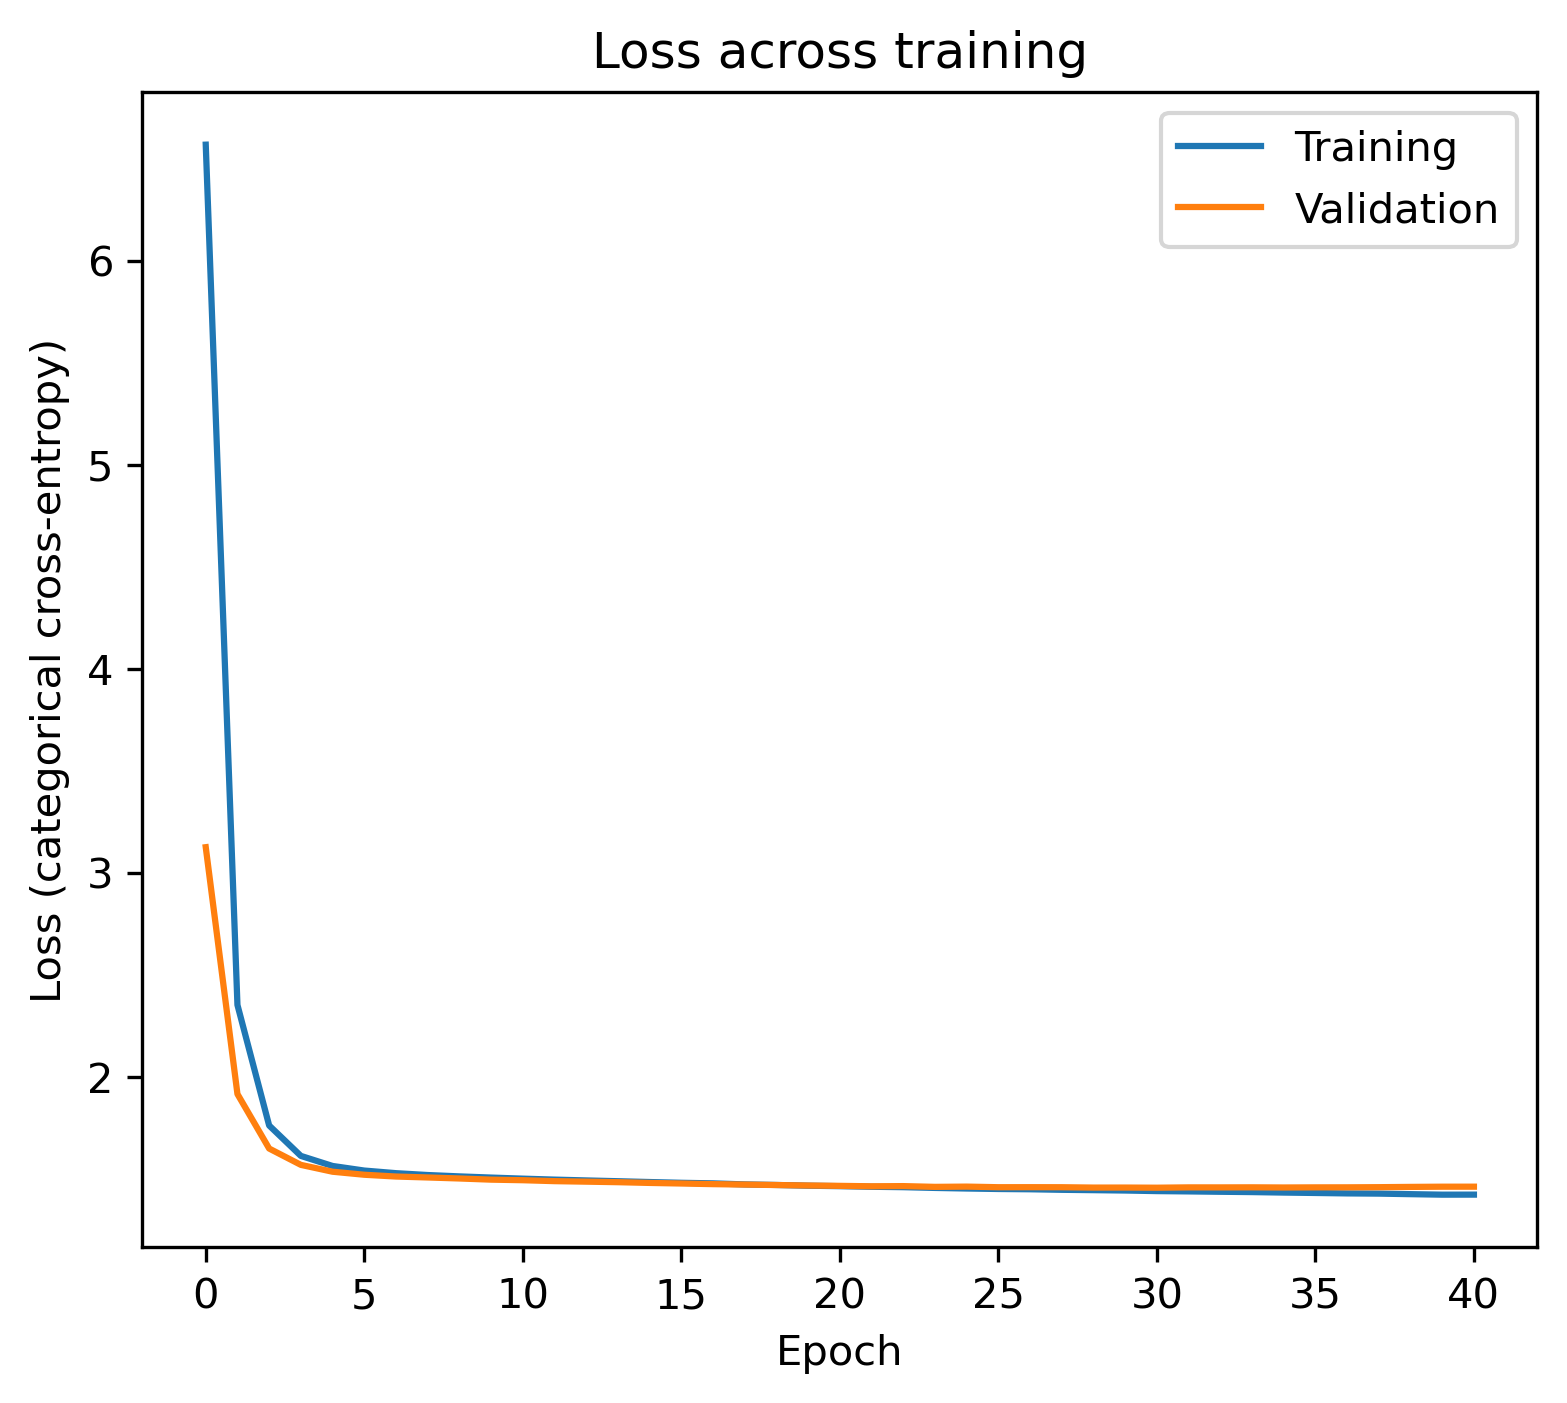 Loss across training
Training
Validation
Loss (categorical cross-entropy)
6
5
4
3
2
0 5 10 15 20 25 30 35 40
Epoch